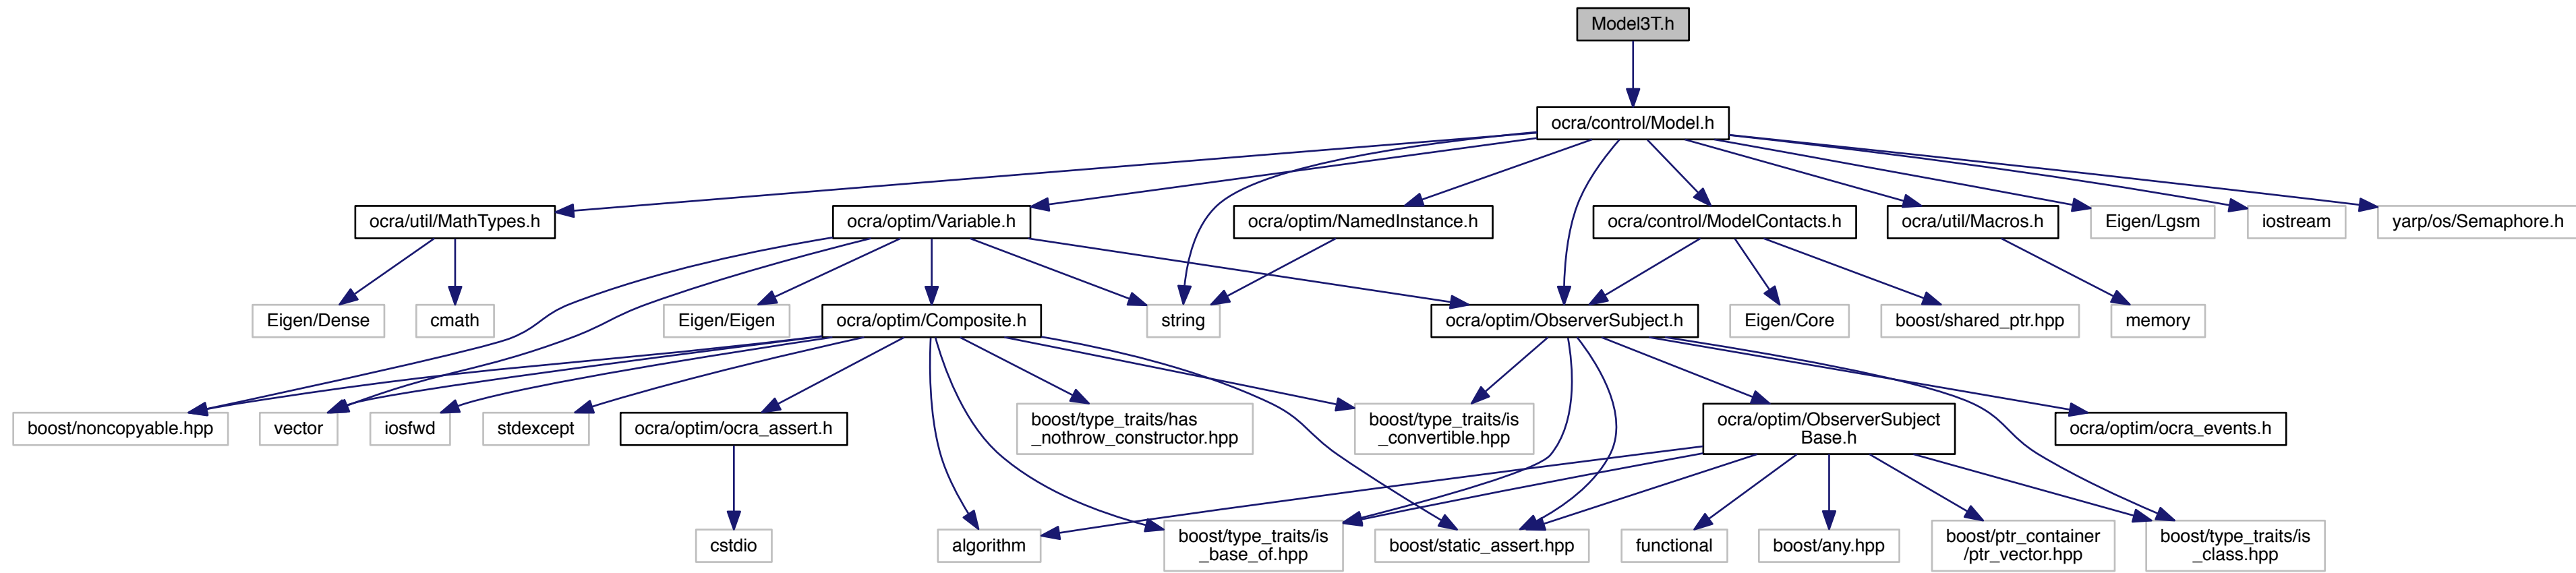 Model3T.h
ocra/control/Model.h
ocra/util/MathTypes.h
ocra/optim/Variable.h
ocra/optim/NamedInstance.h
ocra/control/ModelContacts.h
ocra/util/Macros.h
Eigen/Lgsm
iostream
yarp/os/Semaphore.h
Eigen/Dense
cmath
Eigen/Eigen
ocra/optim/Composite.h
string
ocra/optim/ObserverSubject.h
Eigen/Core
boost/shared_ptr.hpp
memory
boost/noncopyable.hpp
vector
iosfwd
stdexcept
ocra/optim/ocra_assert.h
boost/type_traits/has
_nothrow_constructor.hpp
boost/type_traits/is
_convertible.hpp
ocra/optim/ObserverSubject
Base.h
ocra/optim/ocra_events.h
cstdio
algorithm
boost/type_traits/is
_base_of.hpp
boost/static_assert.hpp
functional
boost/any.hpp
boost/ptr_container
/ptr_vector.hpp
boost/type_traits/is
_class.hpp